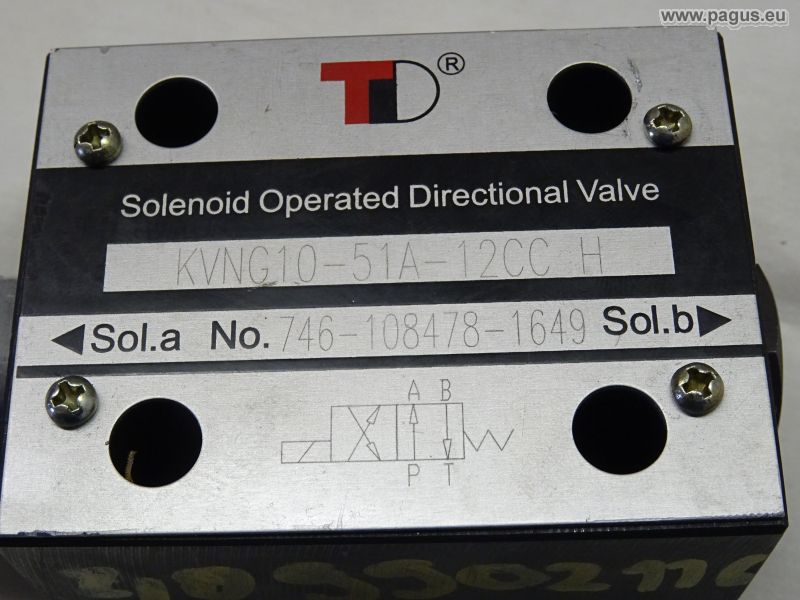 www.pagus.eu
TD®
Solenoid Operated Directional Valve
KVNG10-51A-12CC H
◀Sol.a No. 746-108478-1649 Sol.b▶
A B
P T